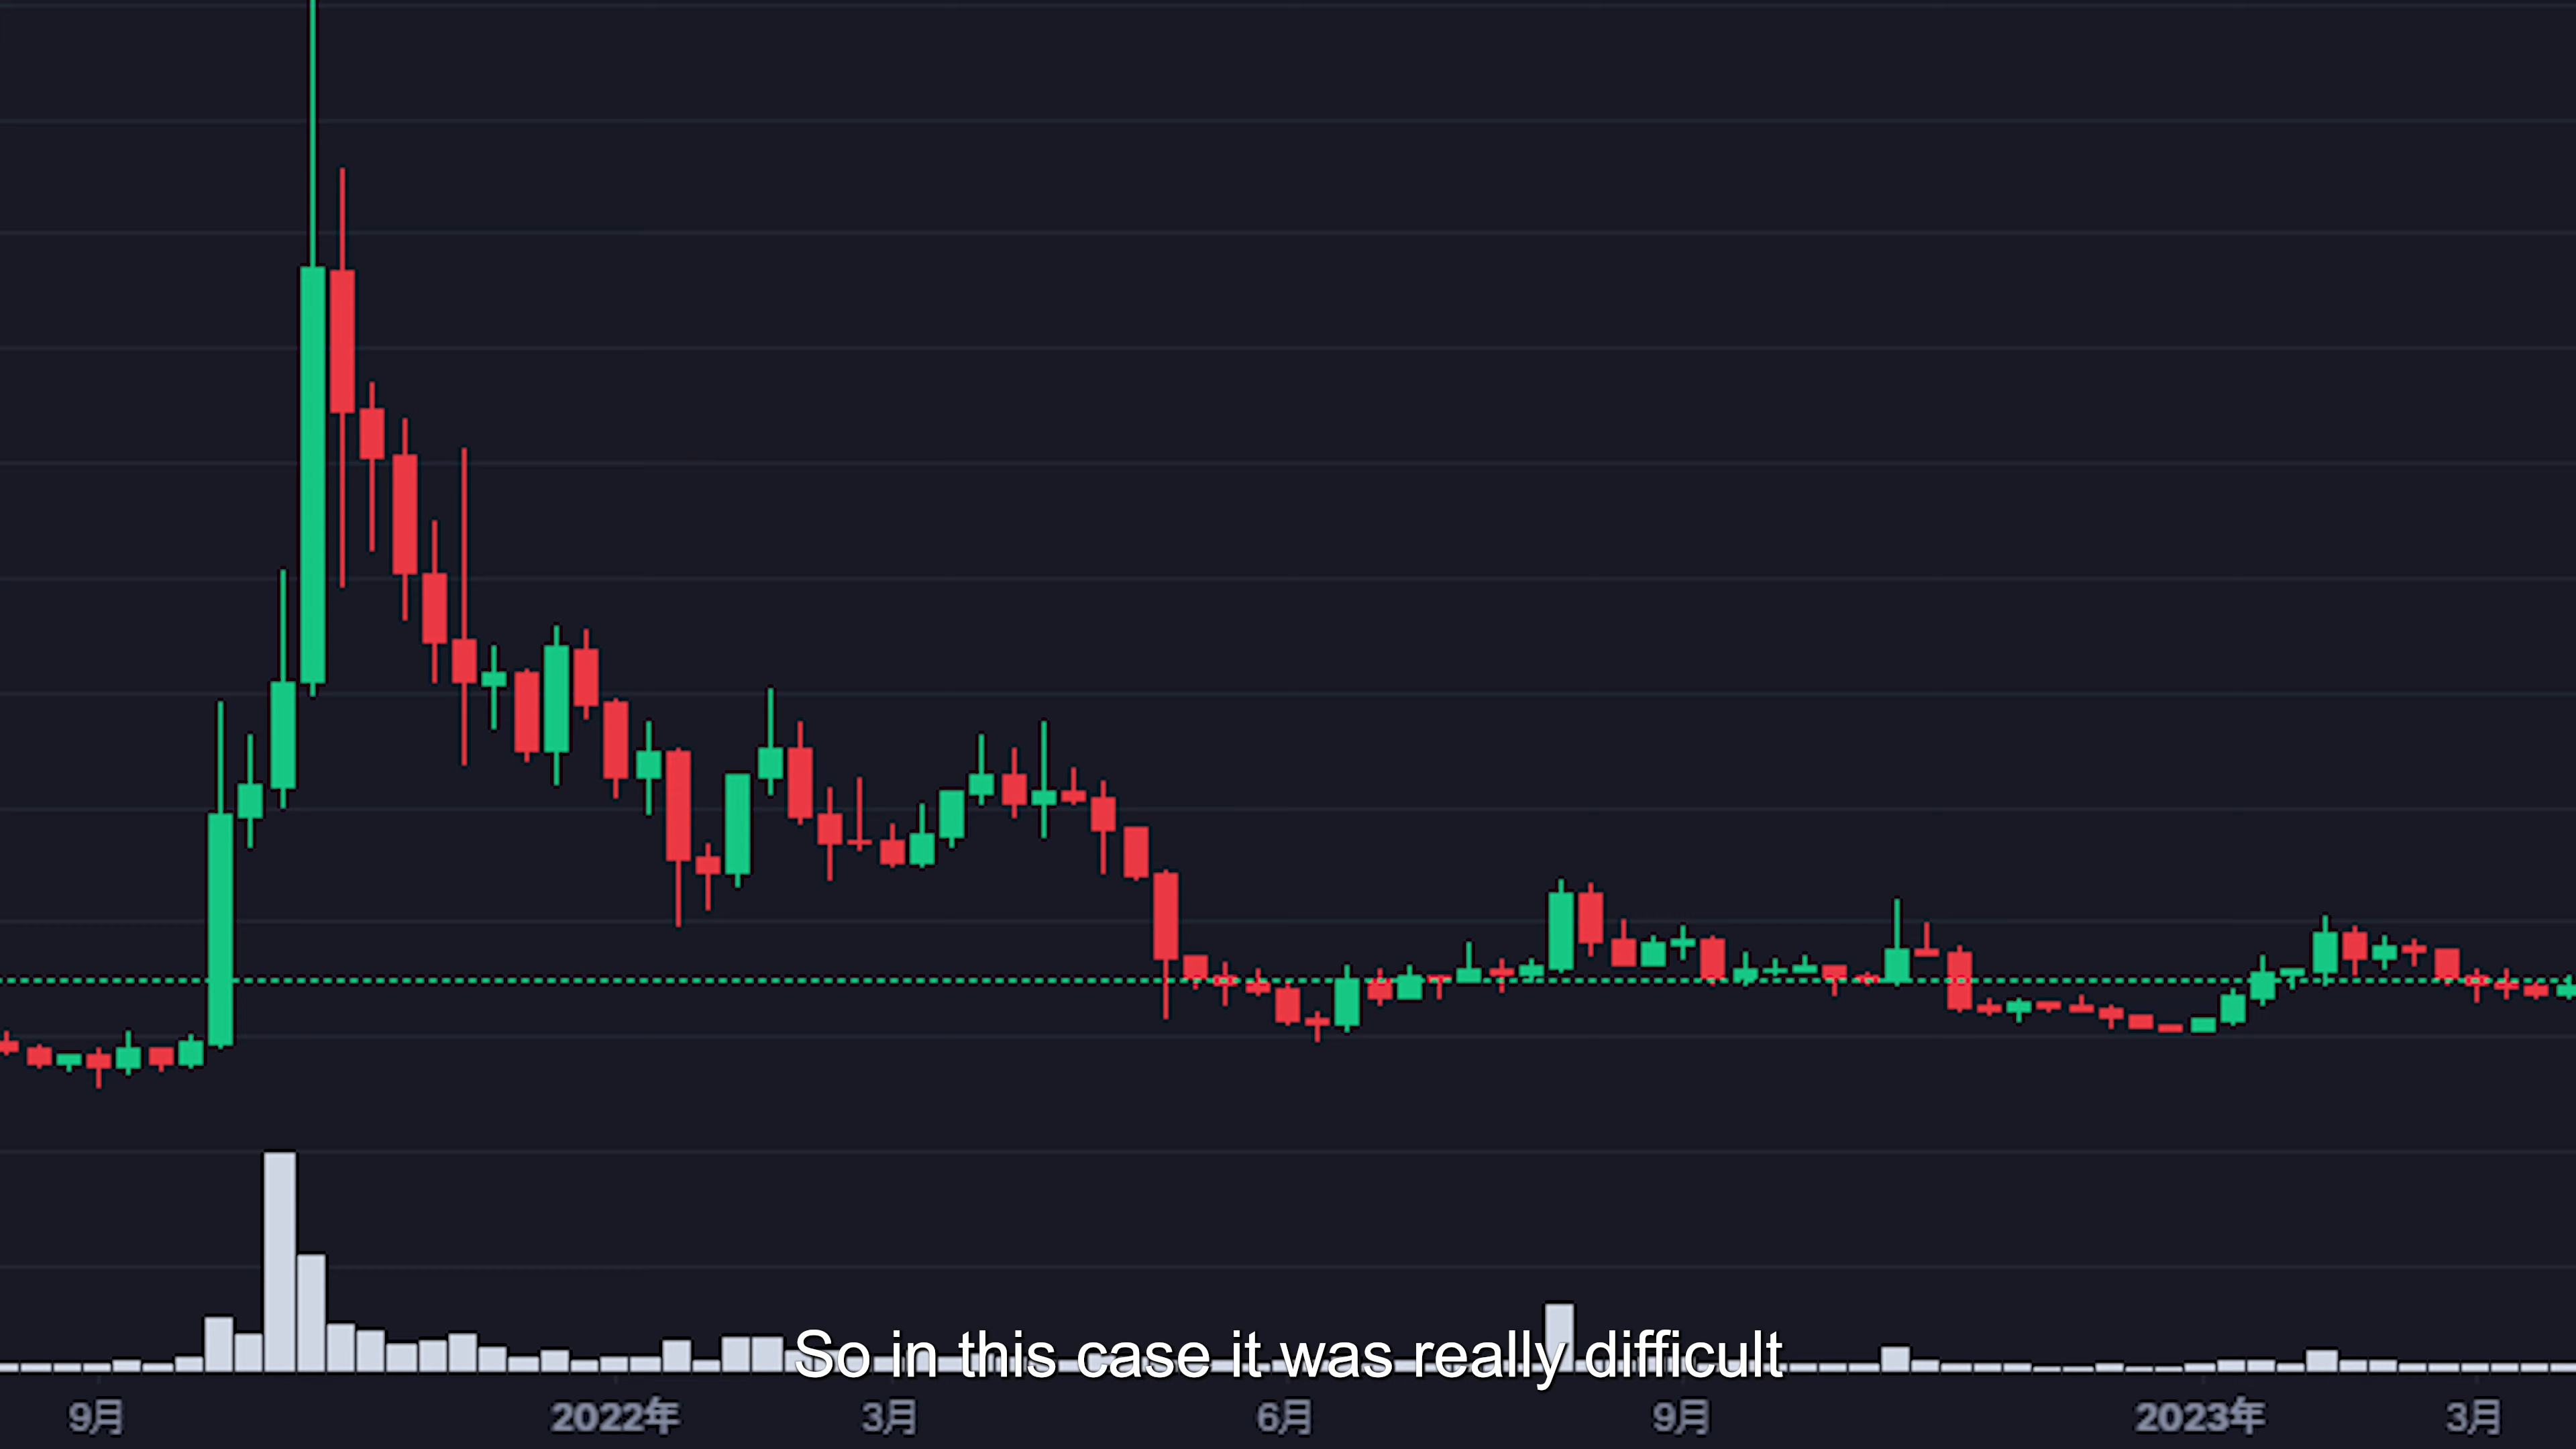 So in this case it was really difficult
9月 2022年 3月 6月 9月 2023年 3月